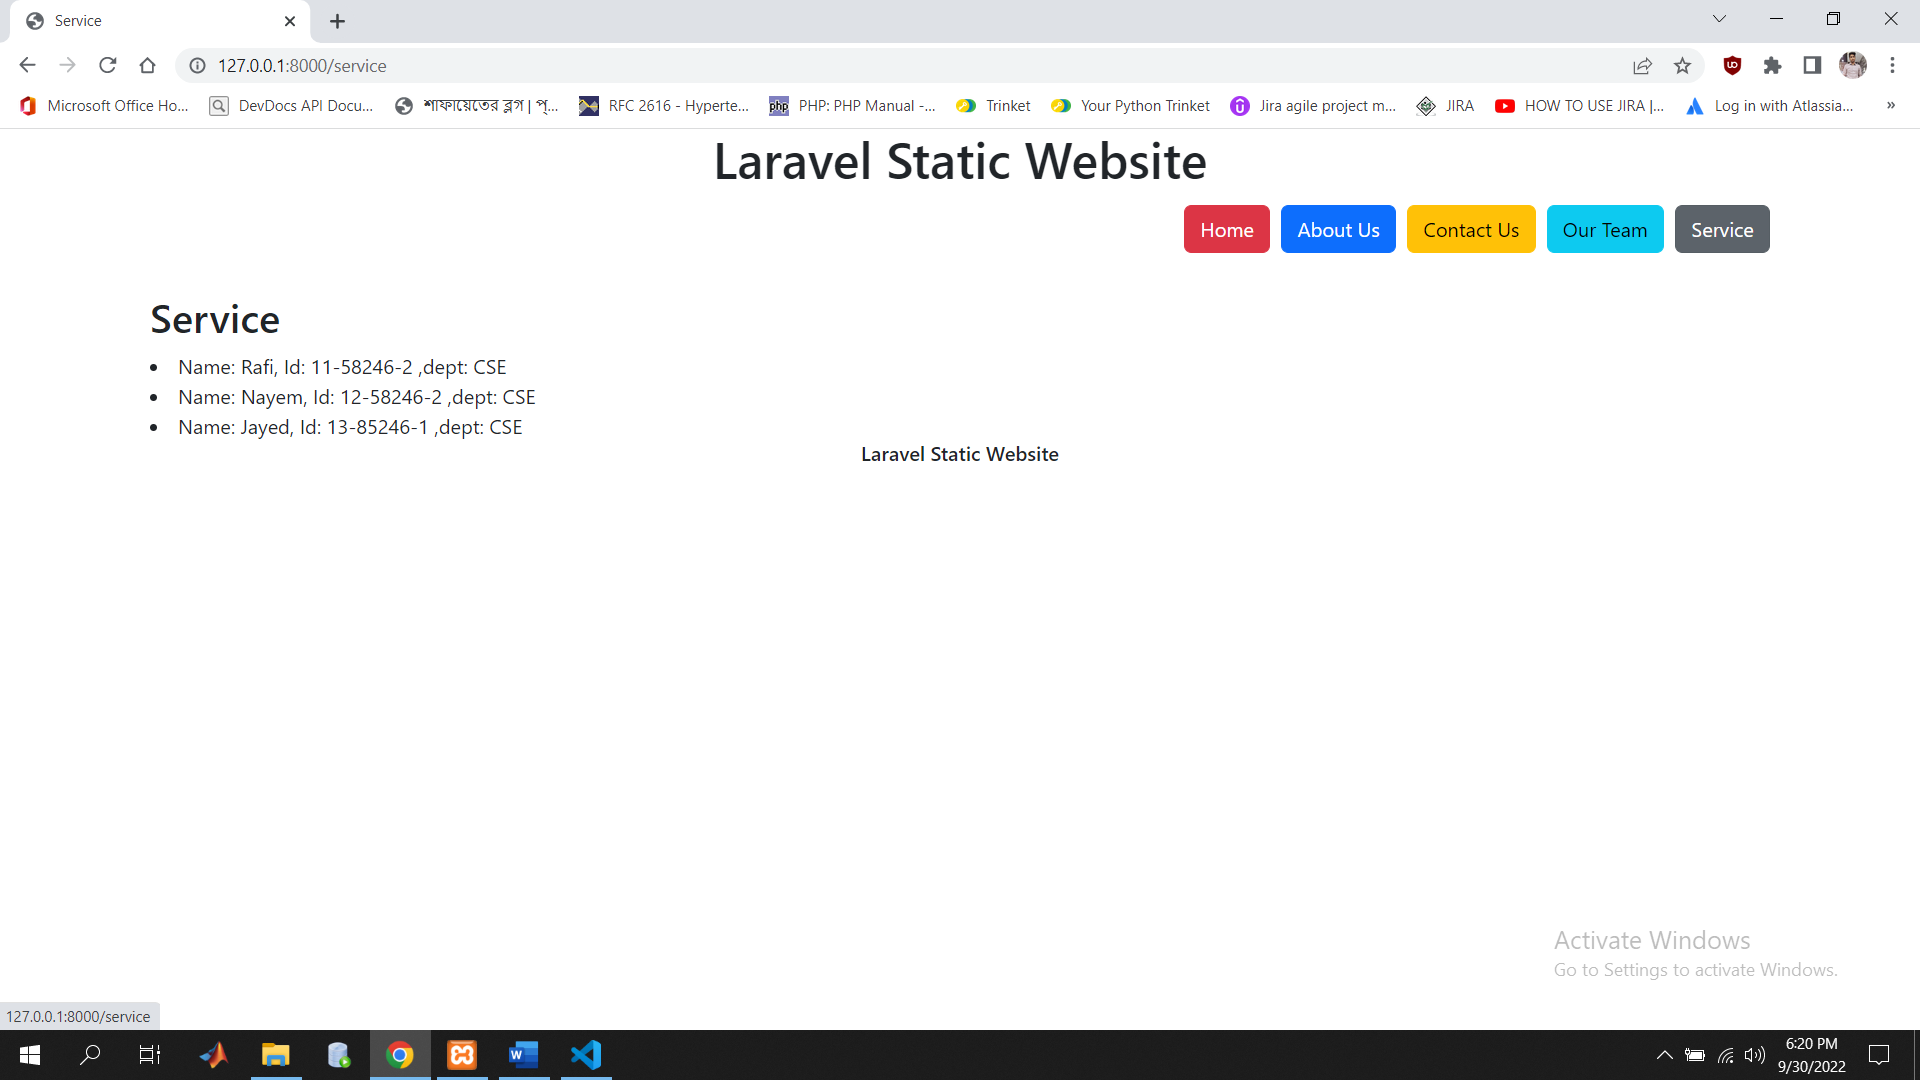 Service
127.0.0.1:8000/service
Microsoft Office Ho...
DevDocs API Docu...
শাফায়েতের ব্লগ | প্...
RFC 2616 - Hyperte...
PHP: PHP Manual -...
Trinket
Your Python Trinket
Jira agile project m...
JIRA
HOW TO USE JIRA |...
Log in with Atlassia...
»
Laravel Static Website
Home
About Us
Contact Us
Our Team
Service
Service
• Name: Rafi, Id: 11-58246-2 ,dept: CSE
• Name: Nayem, Id: 12-58246-2 ,dept: CSE
• Name: Jayed, Id: 13-85246-1 ,dept: CSE
Laravel Static Website
Activate Windows
Go to Settings to activate Windows.
127.0.0.1:8000/service
6:20 PM
9/30/2022